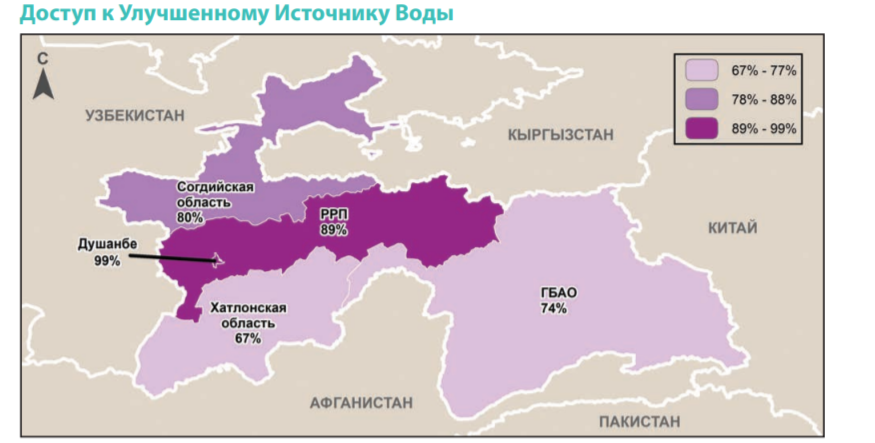 Доступ к Улучшенному Источнику Воды
С
67% - 77%
78% - 88%
89% - 99%
УЗБЕКИСТАН
КЫРГЫЗСТАН
КИТАЙ
Согдийская
область
80%
РРП
89%
Душанбе
99%
ГБАО
74%
Хатлонская
область
67%
АФГАНИСТАН
ПАКИСТАН